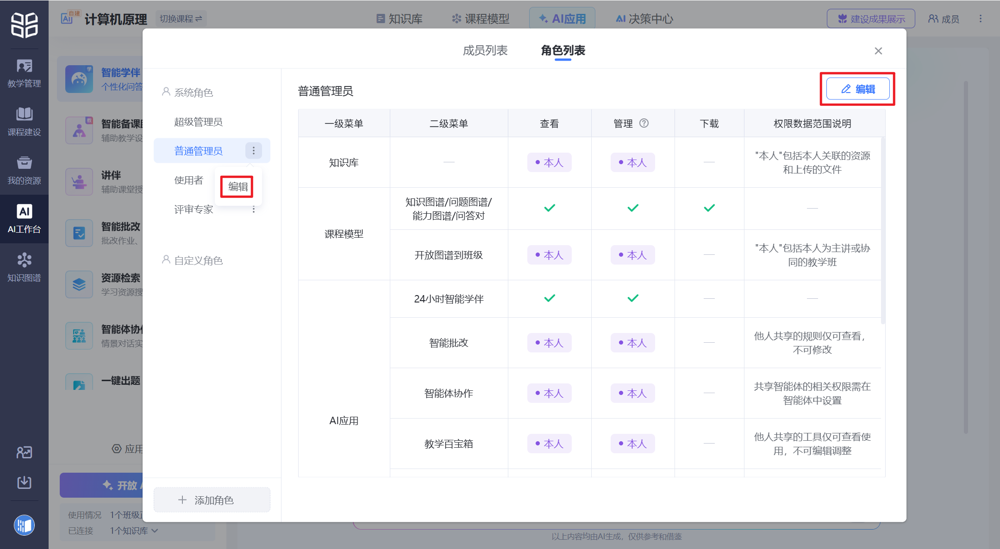 自建
AI
计算机原理
切换课程
知识库
课程模型
AI应用
AI 决策中心
建设成果展示
成员
教学管理
课程建设
我的资源
AI
AI工作台
知识图谱
学
智能学伴
个性化问答
教
智能备课
辅助教学设
讲伴
辅助课堂授
智能批改
批改作业、
资源检索
学习资源搜
智能体协作
情景对话实
一键出题
应用
开放 A
使用情况 1个班级正
已连接 1个知识库
成员列表
角色列表
系统角色
超级管理员
普通管理员
使用者
编辑
评审专家
自定义角色
添加角色
普通管理员
编辑
一级菜单 二级菜单 查看 管理 下载 权限数据范围说明
知识库 — 本人 本人 — "本人"包括本人关联的资源
和上传的文件
课程模型
知识图谱/问题图谱/
能力图谱/问答对 —
开放图谱到班级 本人 本人 — "本人"包括本人为主讲或协
同的教学班
AI应用
24小时智能学伴 — —
智能批改 本人 本人 — 他人共享的规则仅可查看，
不可修改
智能体协作 本人 本人 — 共享智能体的相关权限需在
智能体中设置
教学百宝箱 本人 本人 — 他人共享的工具仅可查看使
用，不可编辑调整
以上内容均由AI生成，仅供参考和借鉴